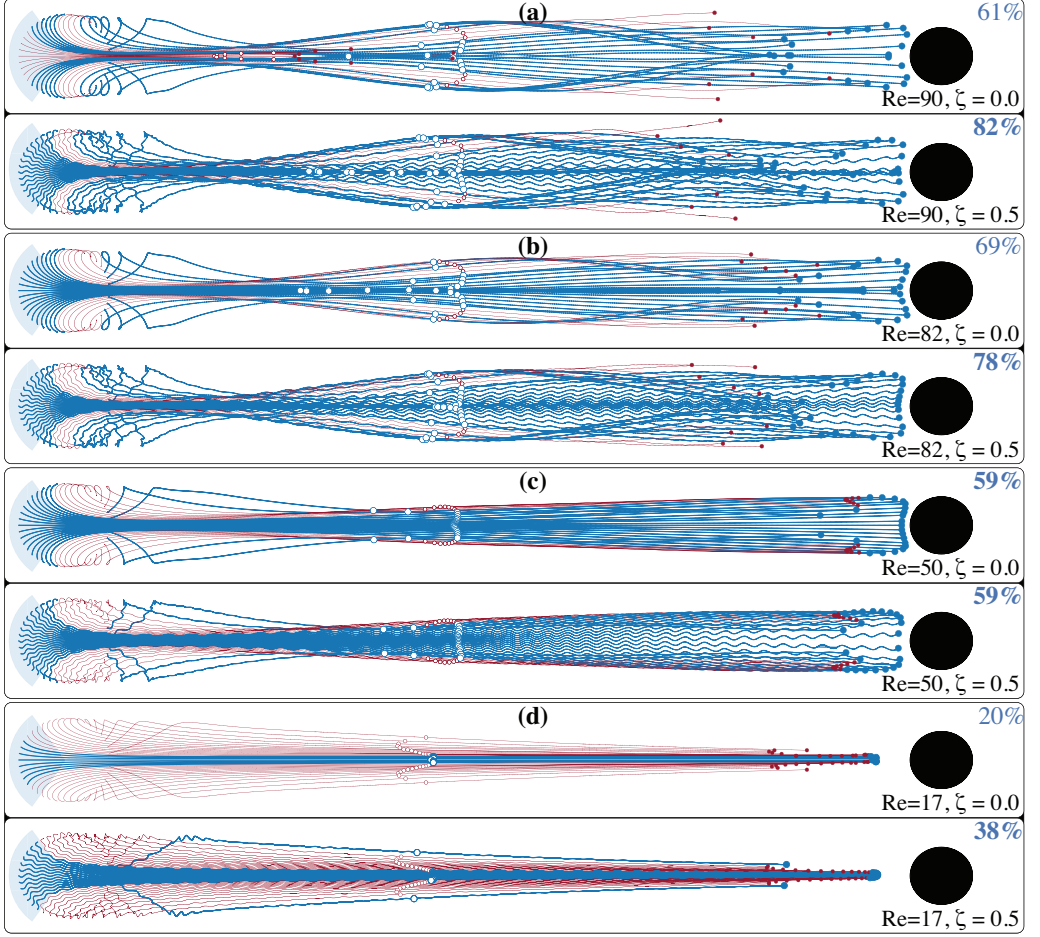 (a)
61%
Re=90, ζ = 0.0
82%
Re=90, ζ = 0.5
(b)
69%
Re=82, ζ = 0.0
78%
Re=82, ζ = 0.5
(c)
59%
Re=50, ζ = 0.0
59%
Re=50, ζ = 0.5
(d)
20%
Re=17, ζ = 0.0
38%
Re=17, ζ = 0.5